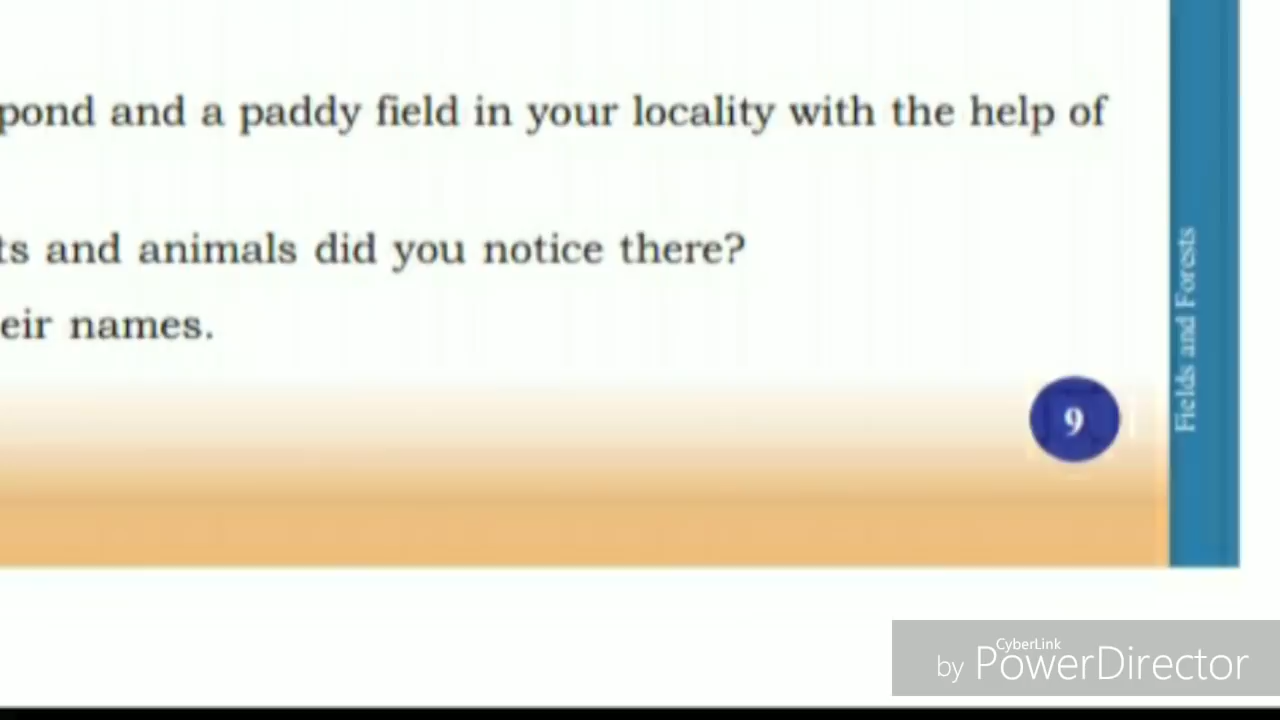 pond and a paddy field in your locality with the help of
ts and animals did you notice there?
eir names.
9
Fields and Forests
CyberLink
by PowerDirector